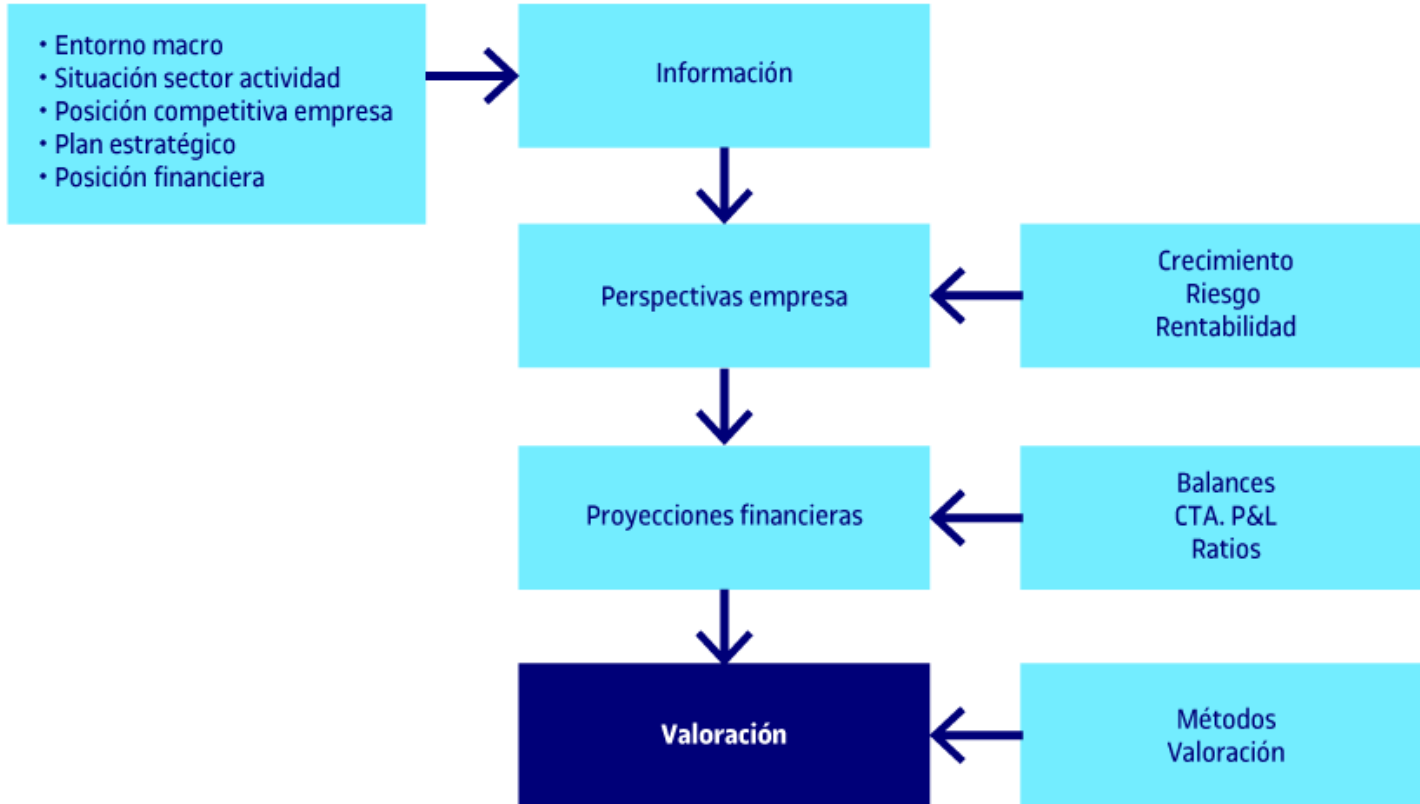 • Entorno macro
• Situación sector actividad
• Posición competitiva empresa
• Plan estratégico
• Posición financiera
Información
Perspectivas empresa
Crecimiento
Riesgo
Rentabilidad
Proyecciones financieras
Balances
CTA. P&L
Ratios
Valoración
Métodos
Valoración